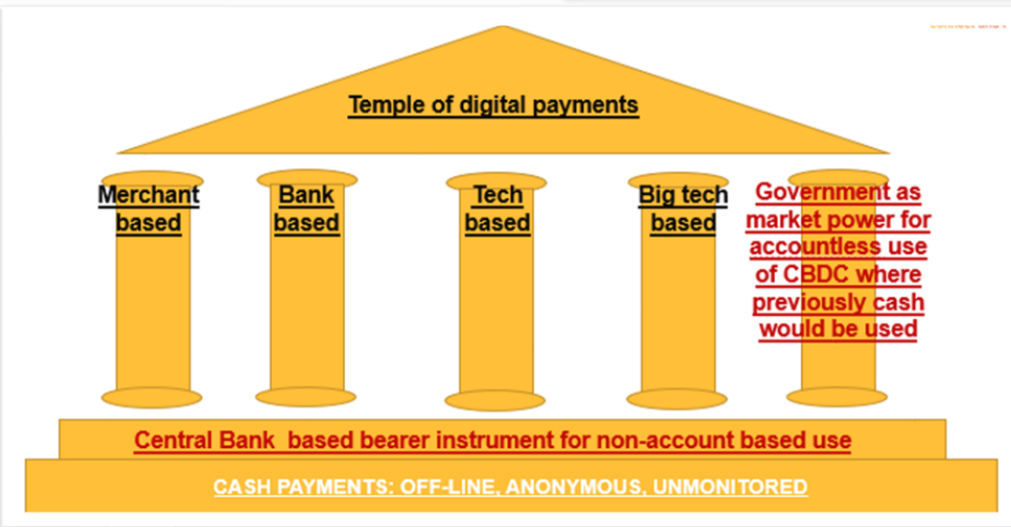 Temple of digital payments
Merchant
based
Bank
based
Tech
based
Big tech
based
Government as
market power for
accountless use
of CBDC where
previously cash
would be used
Central Bank  based bearer instrument for non-account based use
CASH PAYMENTS: OFF-LINE, ANONYMOUS, UNMONITORED